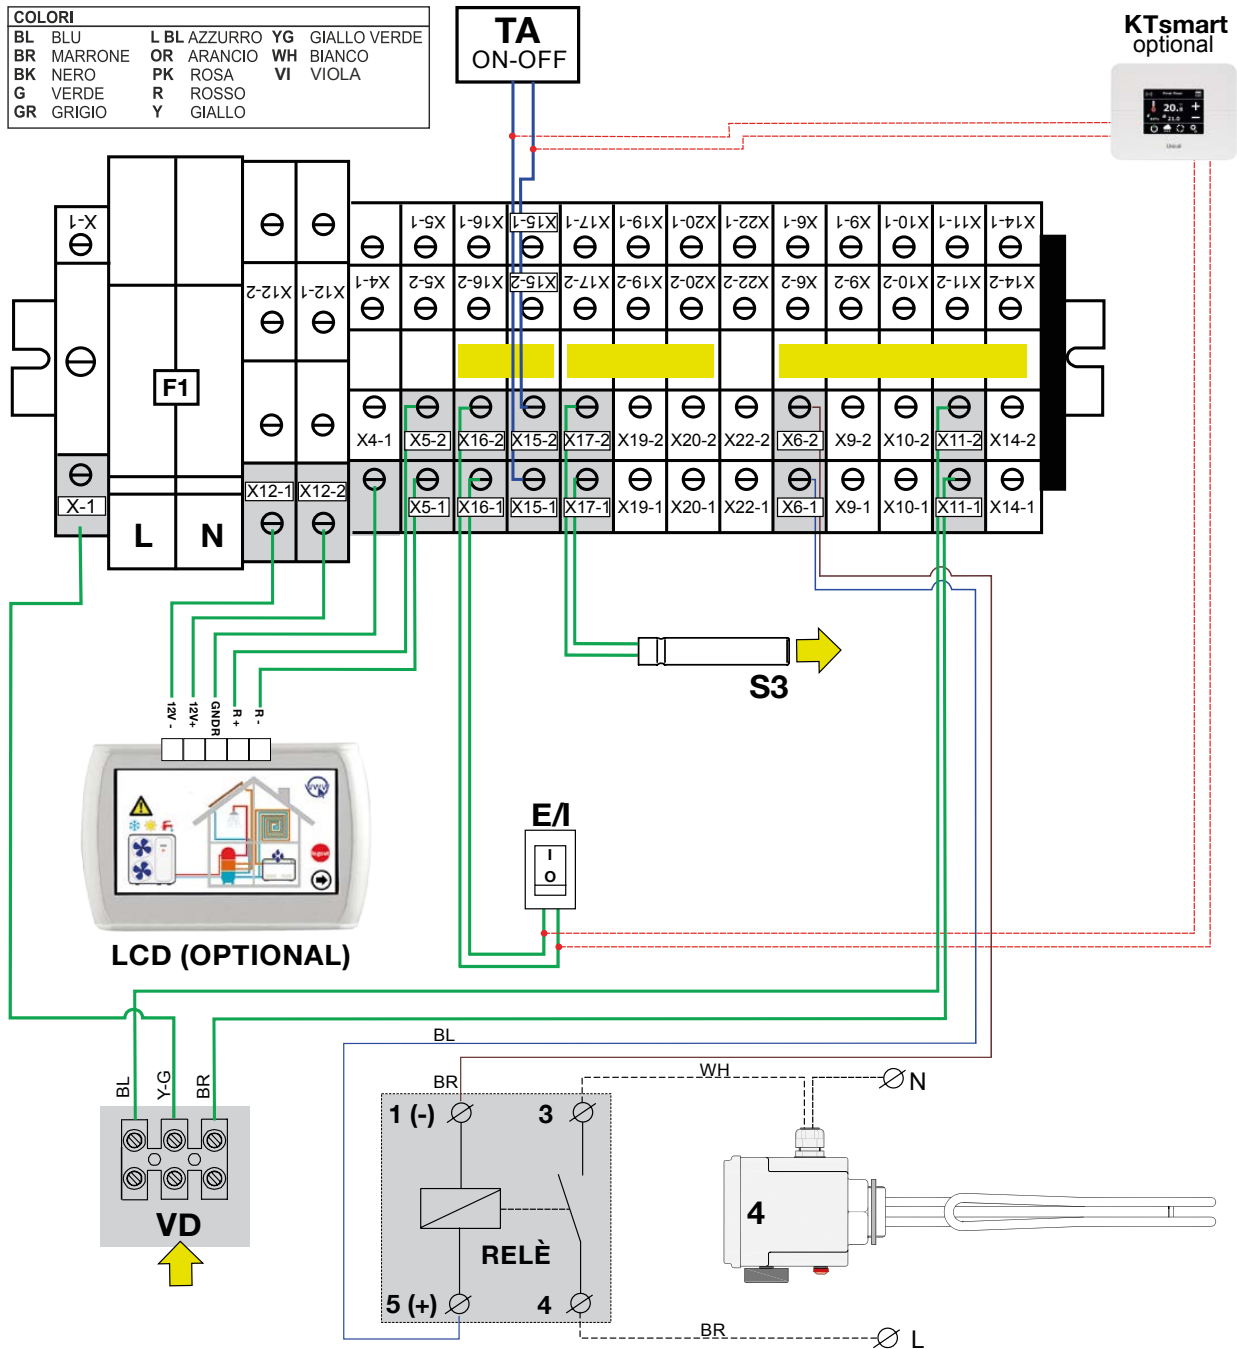 COLORI
BL BLU L BL AZZURRO YG GIALLO VERDE
BR MARRONE OR ARANCIO WH BIANCO
BK NERO PK ROSA VI VIOLA
G VERDE R ROSSO
GR GRIGIO Y GIALLO
TA
ON-OFF
KTsmart
optional
20.
21.0
Unical
X-1 X5-1 X16-1 X15-1 X17-1 X19-1 X20-1 X22-1 X6-1 X9-1 X10-1 X11-1 X14-1
X12-2 X12-1 X4-1 X5-2 X16-2 X15-2 X17-2 X19-2 X20-2 X22-2 X6-2 X9-2 X10-2 X11-2 X14-2
F1
X4-1 X5-2 X16-2 X15-2 X17-2 X19-2 X20-2 X22-2 X6-2 X9-2 X10-2 X11-2 X14-2
X-1 X12-1 X12-2 X5-1 X16-1 X15-1 X17-1 X19-1 X20-1 X22-1 X6-1 X9-1 X10-1 X11-1 X14-1
L N
S3
12V - 12V+ GNDR R + R -
www
LCD (OPTIONAL)
E/I
I
O
BL Y-G BR
VD
BL
BR
WH
N
1 (-) 3
RELÈ
5 (+) 4
4
BR
L